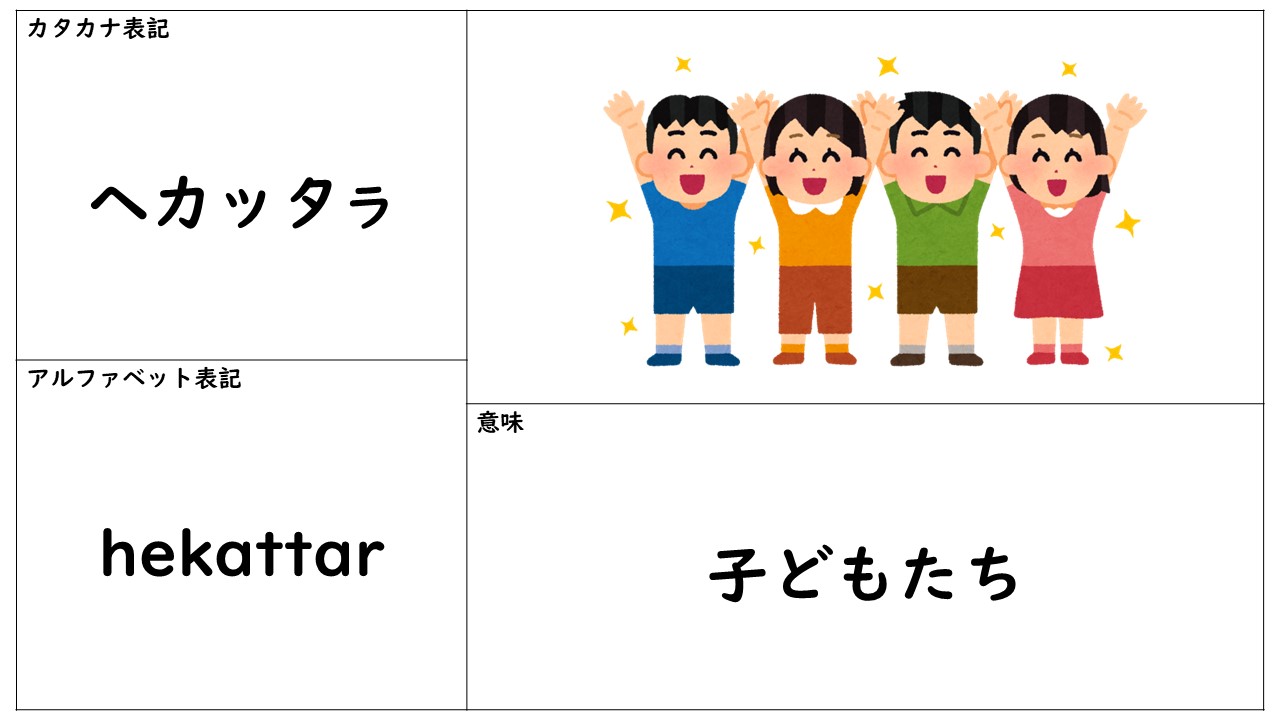 カタカナ表記
ヘカッタㇻ
アルファベット表記
hekattar
意味
子どもたち